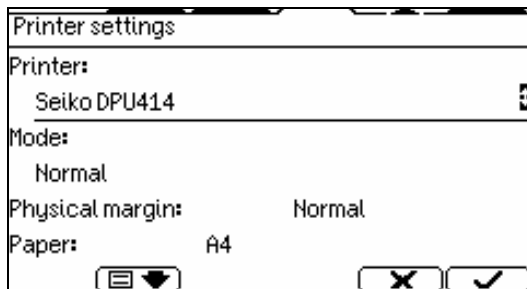 Printer settings
Printer:
Seiko DPU414
Mode:
Normal
Physical margin: Normal
Paper: A4